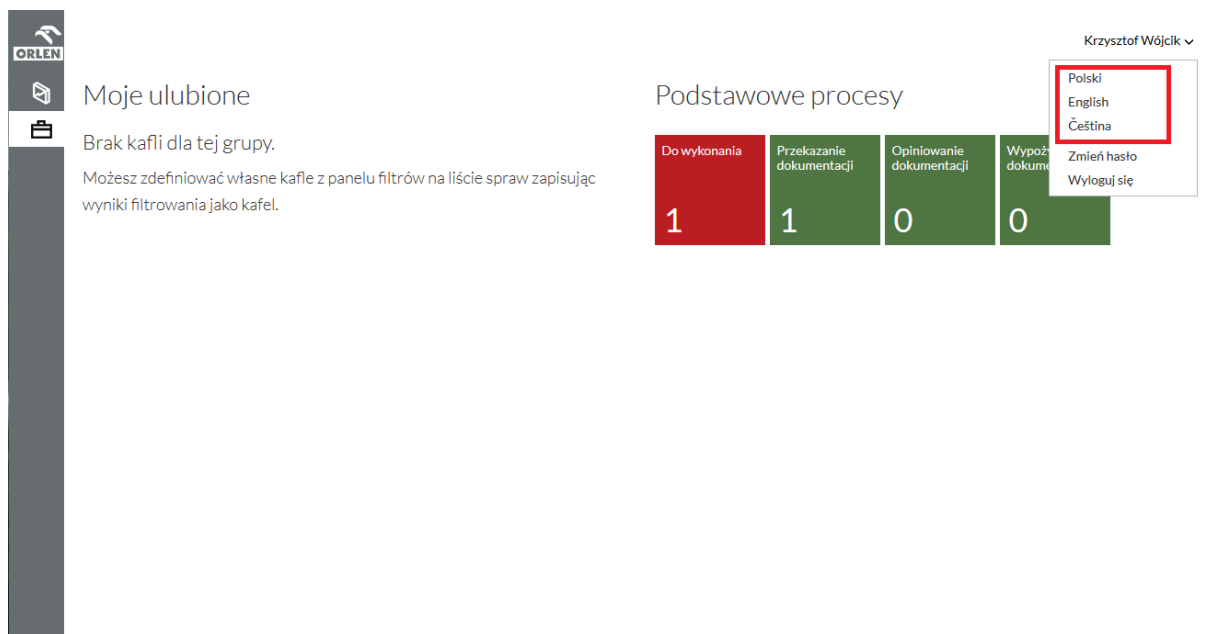 ORLEN
Krzysztof Wójcik
Polski
English
Čeština
Zmień hasło
Wyloguj się
Moje ulubione
Brak kafli dla tej grupy.
Możesz zdefiniować własne kafle z panelu filtrów na liście spraw zapisując
wyniki filtrowania jako kafel.
Podstawowe procesy
Do wykonania
1
Przekazanie
dokumentacji
1
Opiniowanie
dokumentacji
0
0